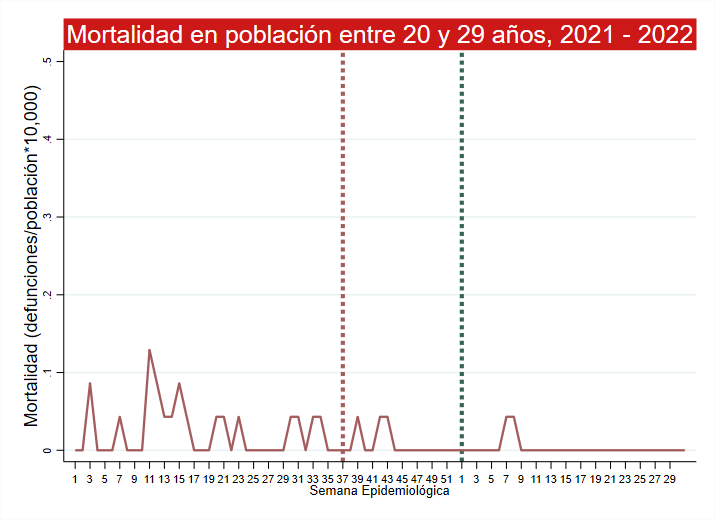 Mortalidad en población entre 20 y 29 años, 2021 - 2022
Mortalidad (defunciones/población*10,000)
.5
.4
.3
.2
.1
0
1 3 5 7 9 11 13 15 17 19 21 23 25 27 29 31 33 35 37 39 41 43 45 47 49 51 1 3 5 7 9 11 13 15 17 19 21 23 25 27 29
Semana Epidemiológica